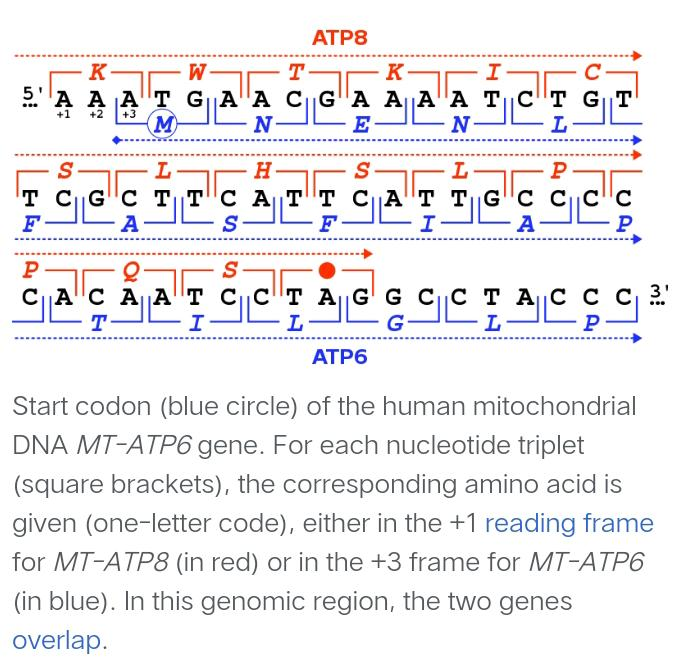 ATP8
K W T K I C
5' A A A T G A A C G A A A A T C T G T
... +1 +2 +3
M N E N L
S L H S L P
T C G C T T C A T T C A T T G C C C C
F A S F I A P
P Q S
C A C A A T C C T A G G C C T A C C C 3'
...
T I L G L P
ATP6
Start codon (blue circle) of the human mitochondrial
DNA MT-ATP6 gene. For each nucleotide triplet
(square brackets), the corresponding amino acid is
given (one-letter code), either in the +1 reading frame
for MT-ATP8 (in red) or in the +3 frame for MT-ATP6
(in blue). In this genomic region, the two genes
overlap.